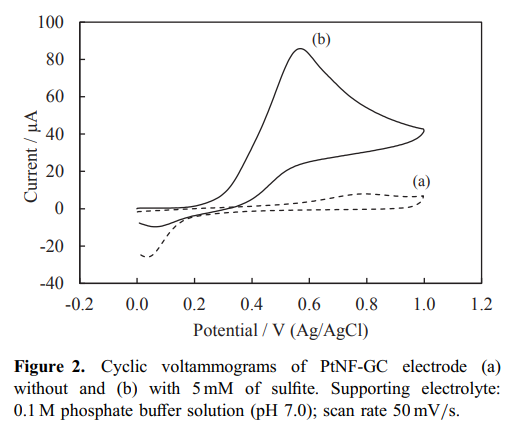 100
80
60
40
20
0
-20
-40
Current / μA
(b)
(a)
-0.2 0.0 0.2 0.4 0.6 0.8 1.0 1.2
Potential / V (Ag/AgCl)
Figure 2. Cyclic voltammograms of PtNF-GC electrode (a)
without and (b) with 5 mM of sulfite. Supporting electrolyte:
0.1 M phosphate buffer solution (pH 7.0); scan rate 50 mV/s.